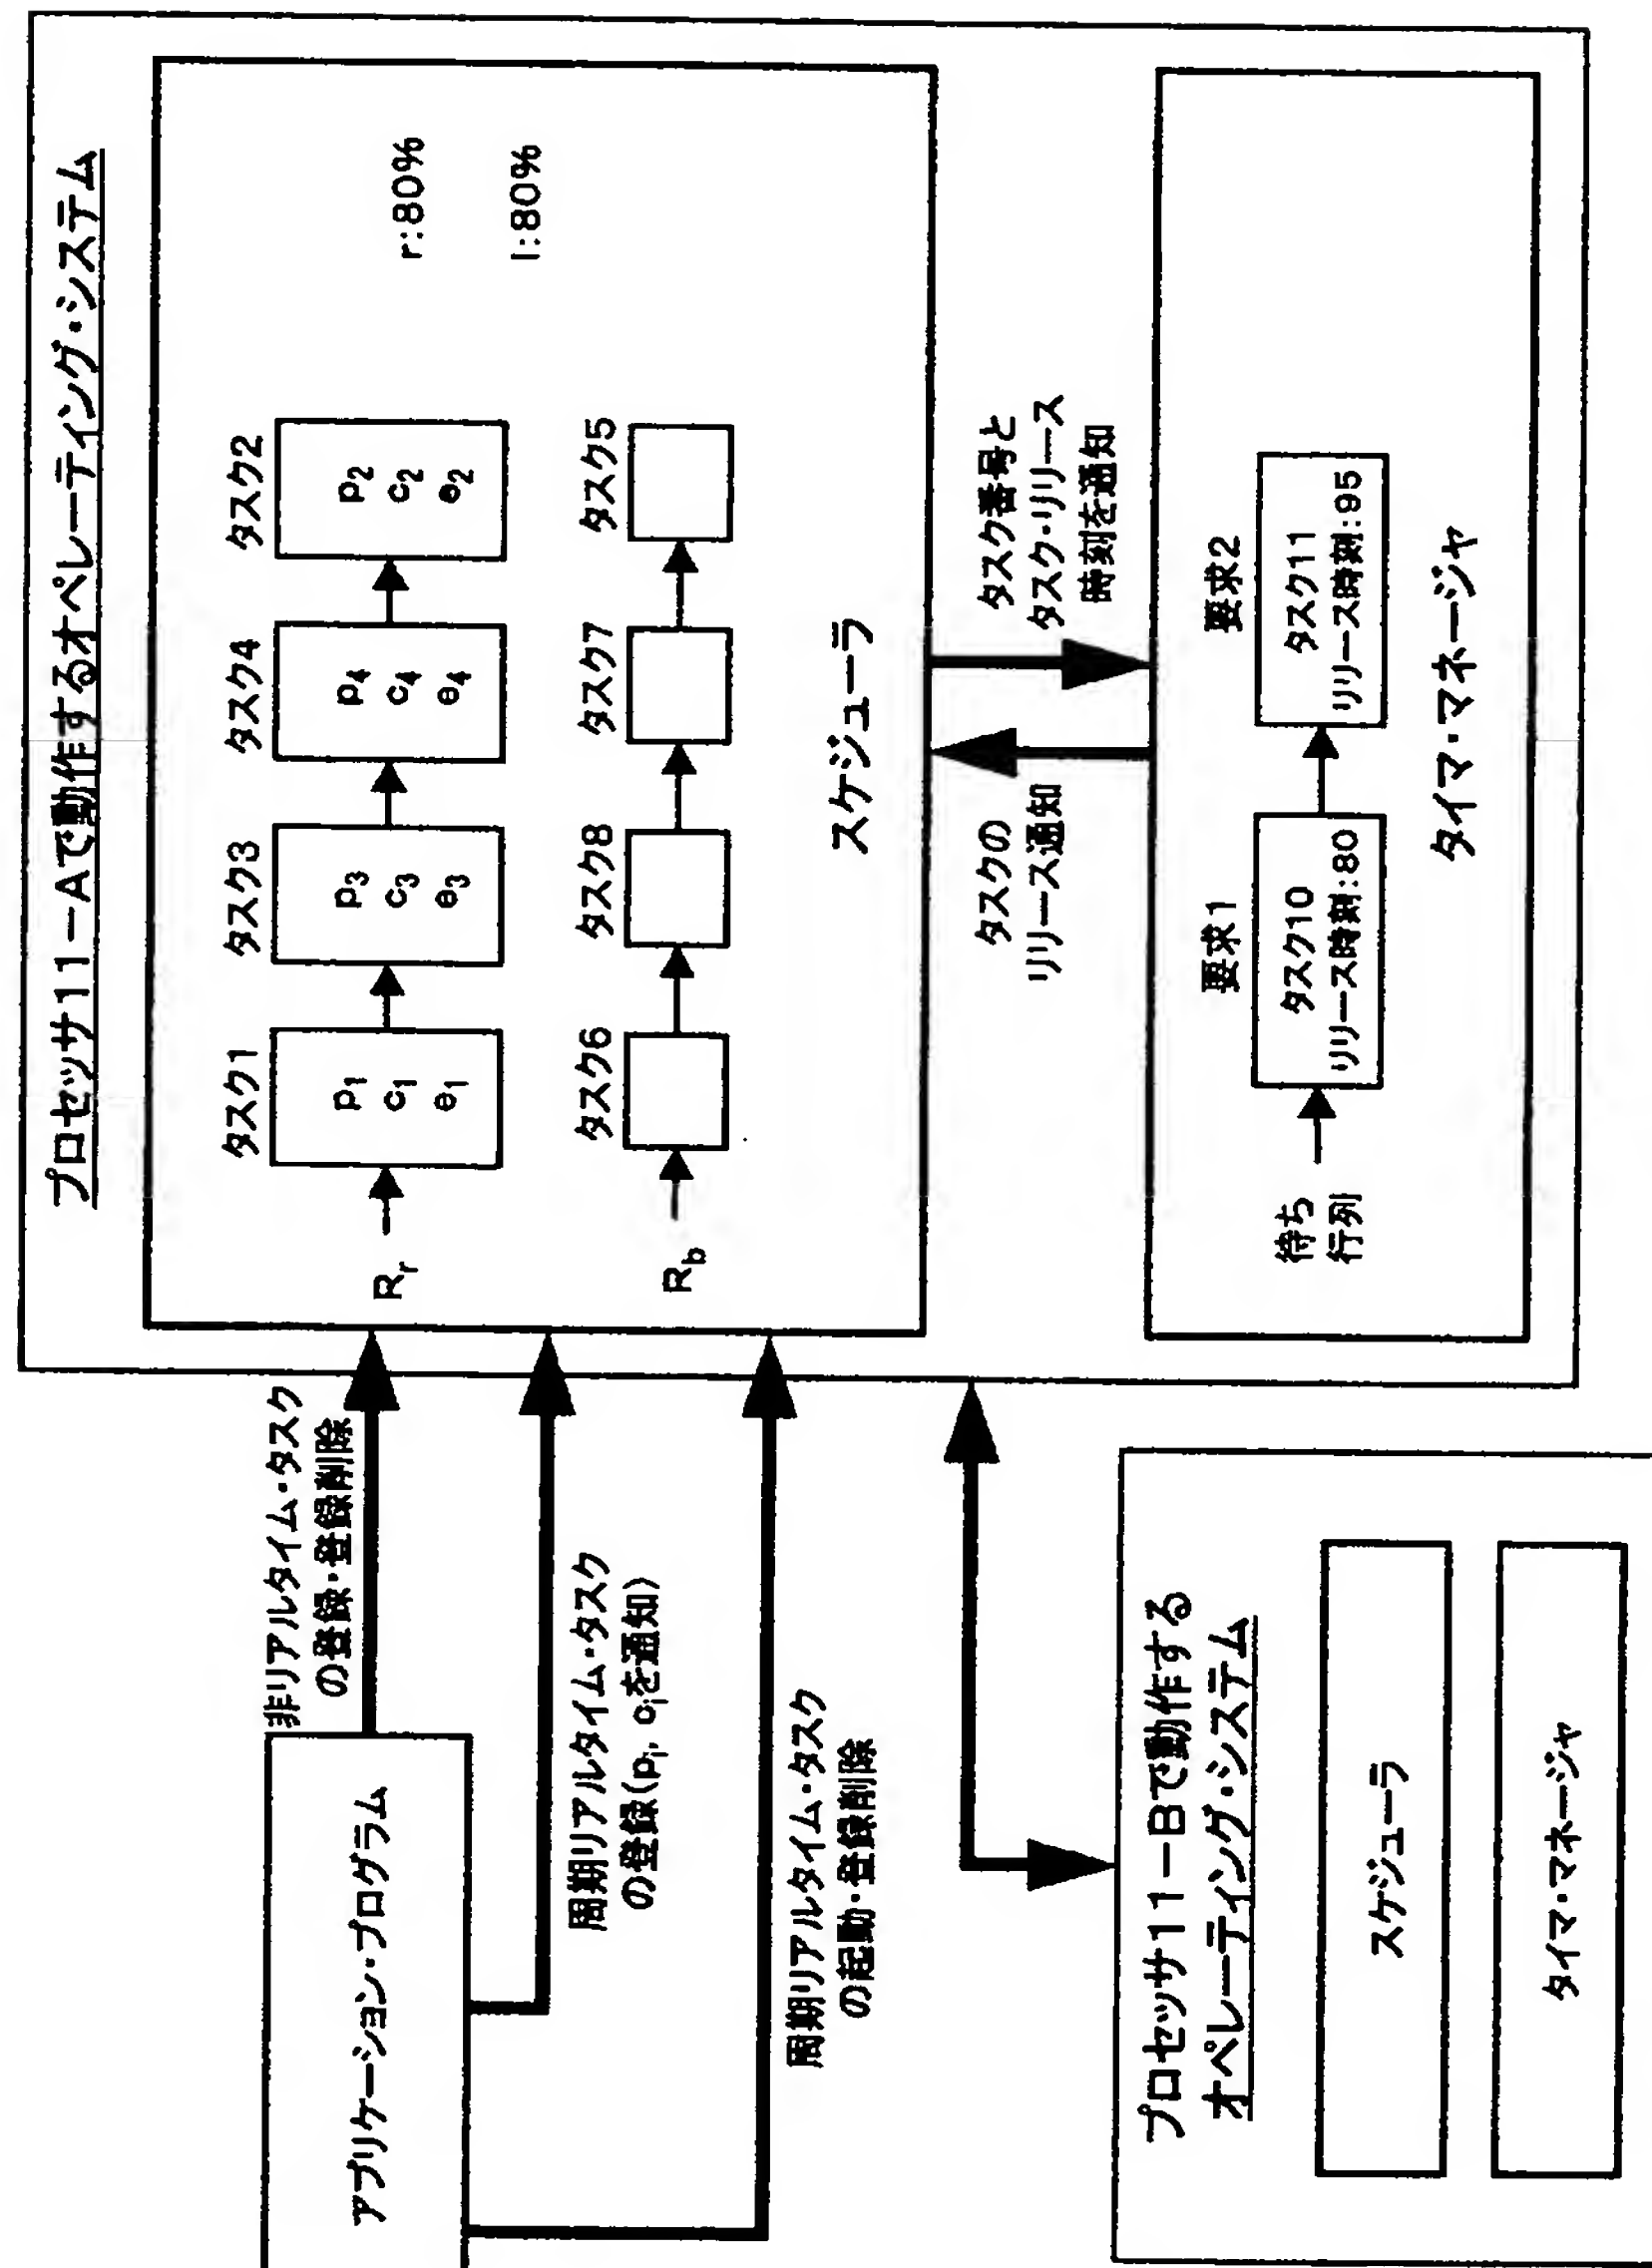 プロセッサ11-Aで動作するオペレーティング・システム
タスク1
タスク3
タスク4
タスク2
p1
c1
e1
p3
c3
e3
p4
c4
e4
p2
c2
e2
Rr
r:80%
l:80%
タスク6
タスク8
タスク7
タスク5
Rb
スケジューラ
タスクの
リリース通知
タスク番号と
タスク・リリース
時刻を通知
要求1
要求2
待ち
行列
タスク10
リリース時刻:80
タスク11
リリース時刻:95
タイマ・マネージャ
アプリケーション・プログラム
非リアルタイム・タスク
の登録・登録削除
周期リアルタイム・タスク
の登録(pi, ciを通知)
周期リアルタイム・タスク
の起動・登録削除
プロセッサ11-Bで動作する
オペレーティング・システム
スケジューラ
タイマ・マネージャ